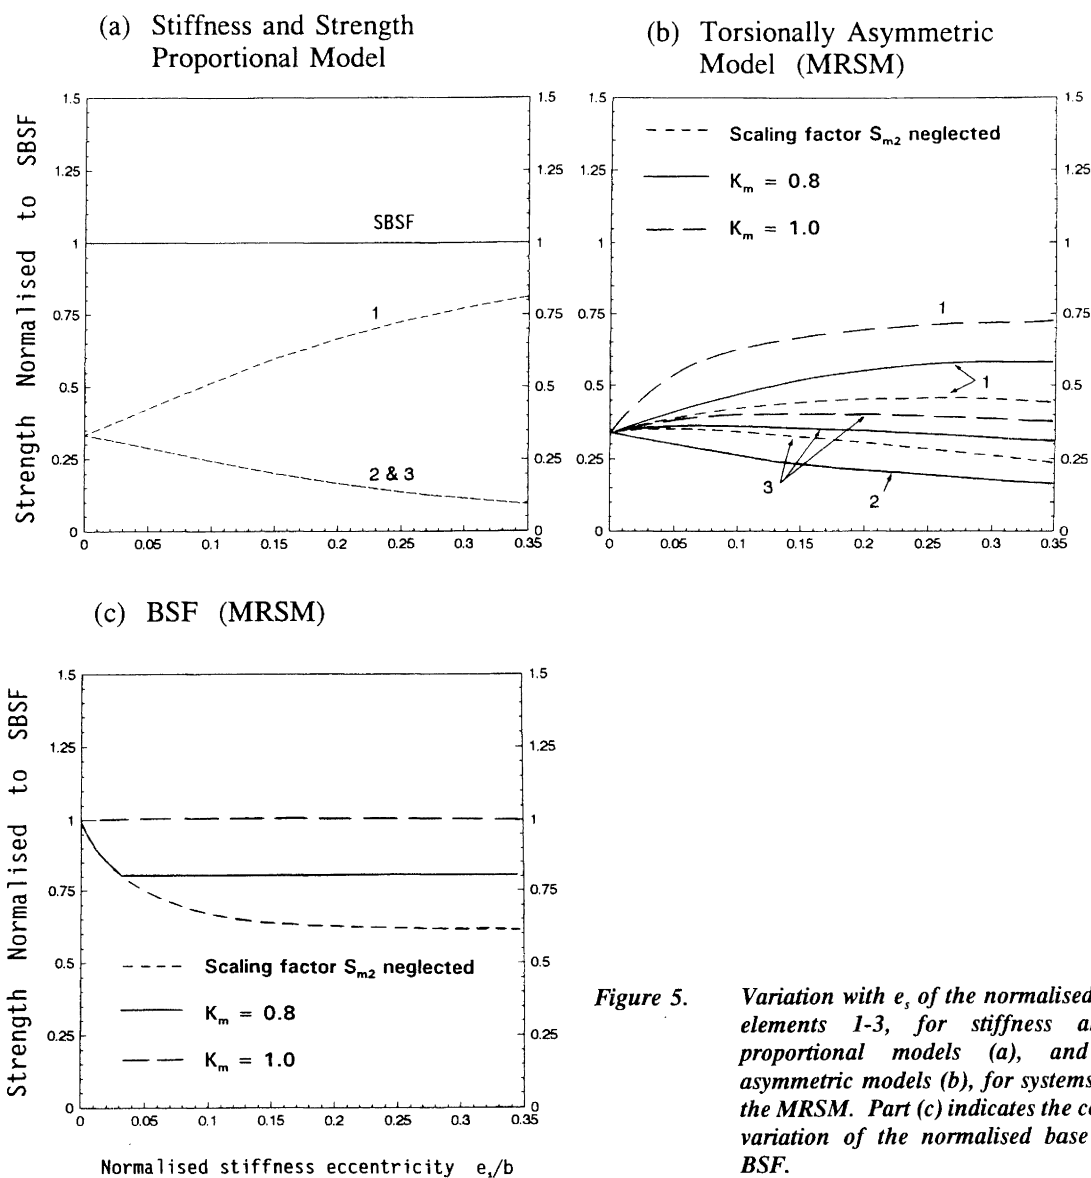 (a) Stiffness and Strength
Proportional Model
(b) Torsionally Asymmetric
Model (MRSM)
Strength Normalised to SBSF
1.5
1.25
1
0.75
0.5
0.25
0
1.5
1.25
1
0.75
0.5
0.25
0
SBSF
1
2 & 3
0 0.05 0.1 0.15 0.2 0.25 0.3 0.35
1.5
1.25
1
0.75
0.5
0.25
0
1.5
1.25
1
0.75
0.5
0.25
0
Scaling factor Sm2 neglected
Km = 0.8
Km = 1.0
1
1
3
2
0 0.05 0.1 0.15 0.2 0.25 0.3 0.35
(c) BSF (MRSM)
Strength Normalised to SBSF
1.5
1.25
1
0.75
0.5
0.25
0
1.5
1.25
1
0.75
0.5
0.25
0
Scaling factor Sm2 neglected
Km = 0.8
Km = 1.0
0 0.05 0.1 0.15 0.2 0.25 0.3 0.35
Normalised stiffness eccentricity es/b
Figure 5. Variation with es of the normalised
elements 1-3, for stiffness a
proportional models (a), and
asymmetric models (b), for systems
the MRSM. Part (c) indicates the c
variation of the normalised base
BSF.